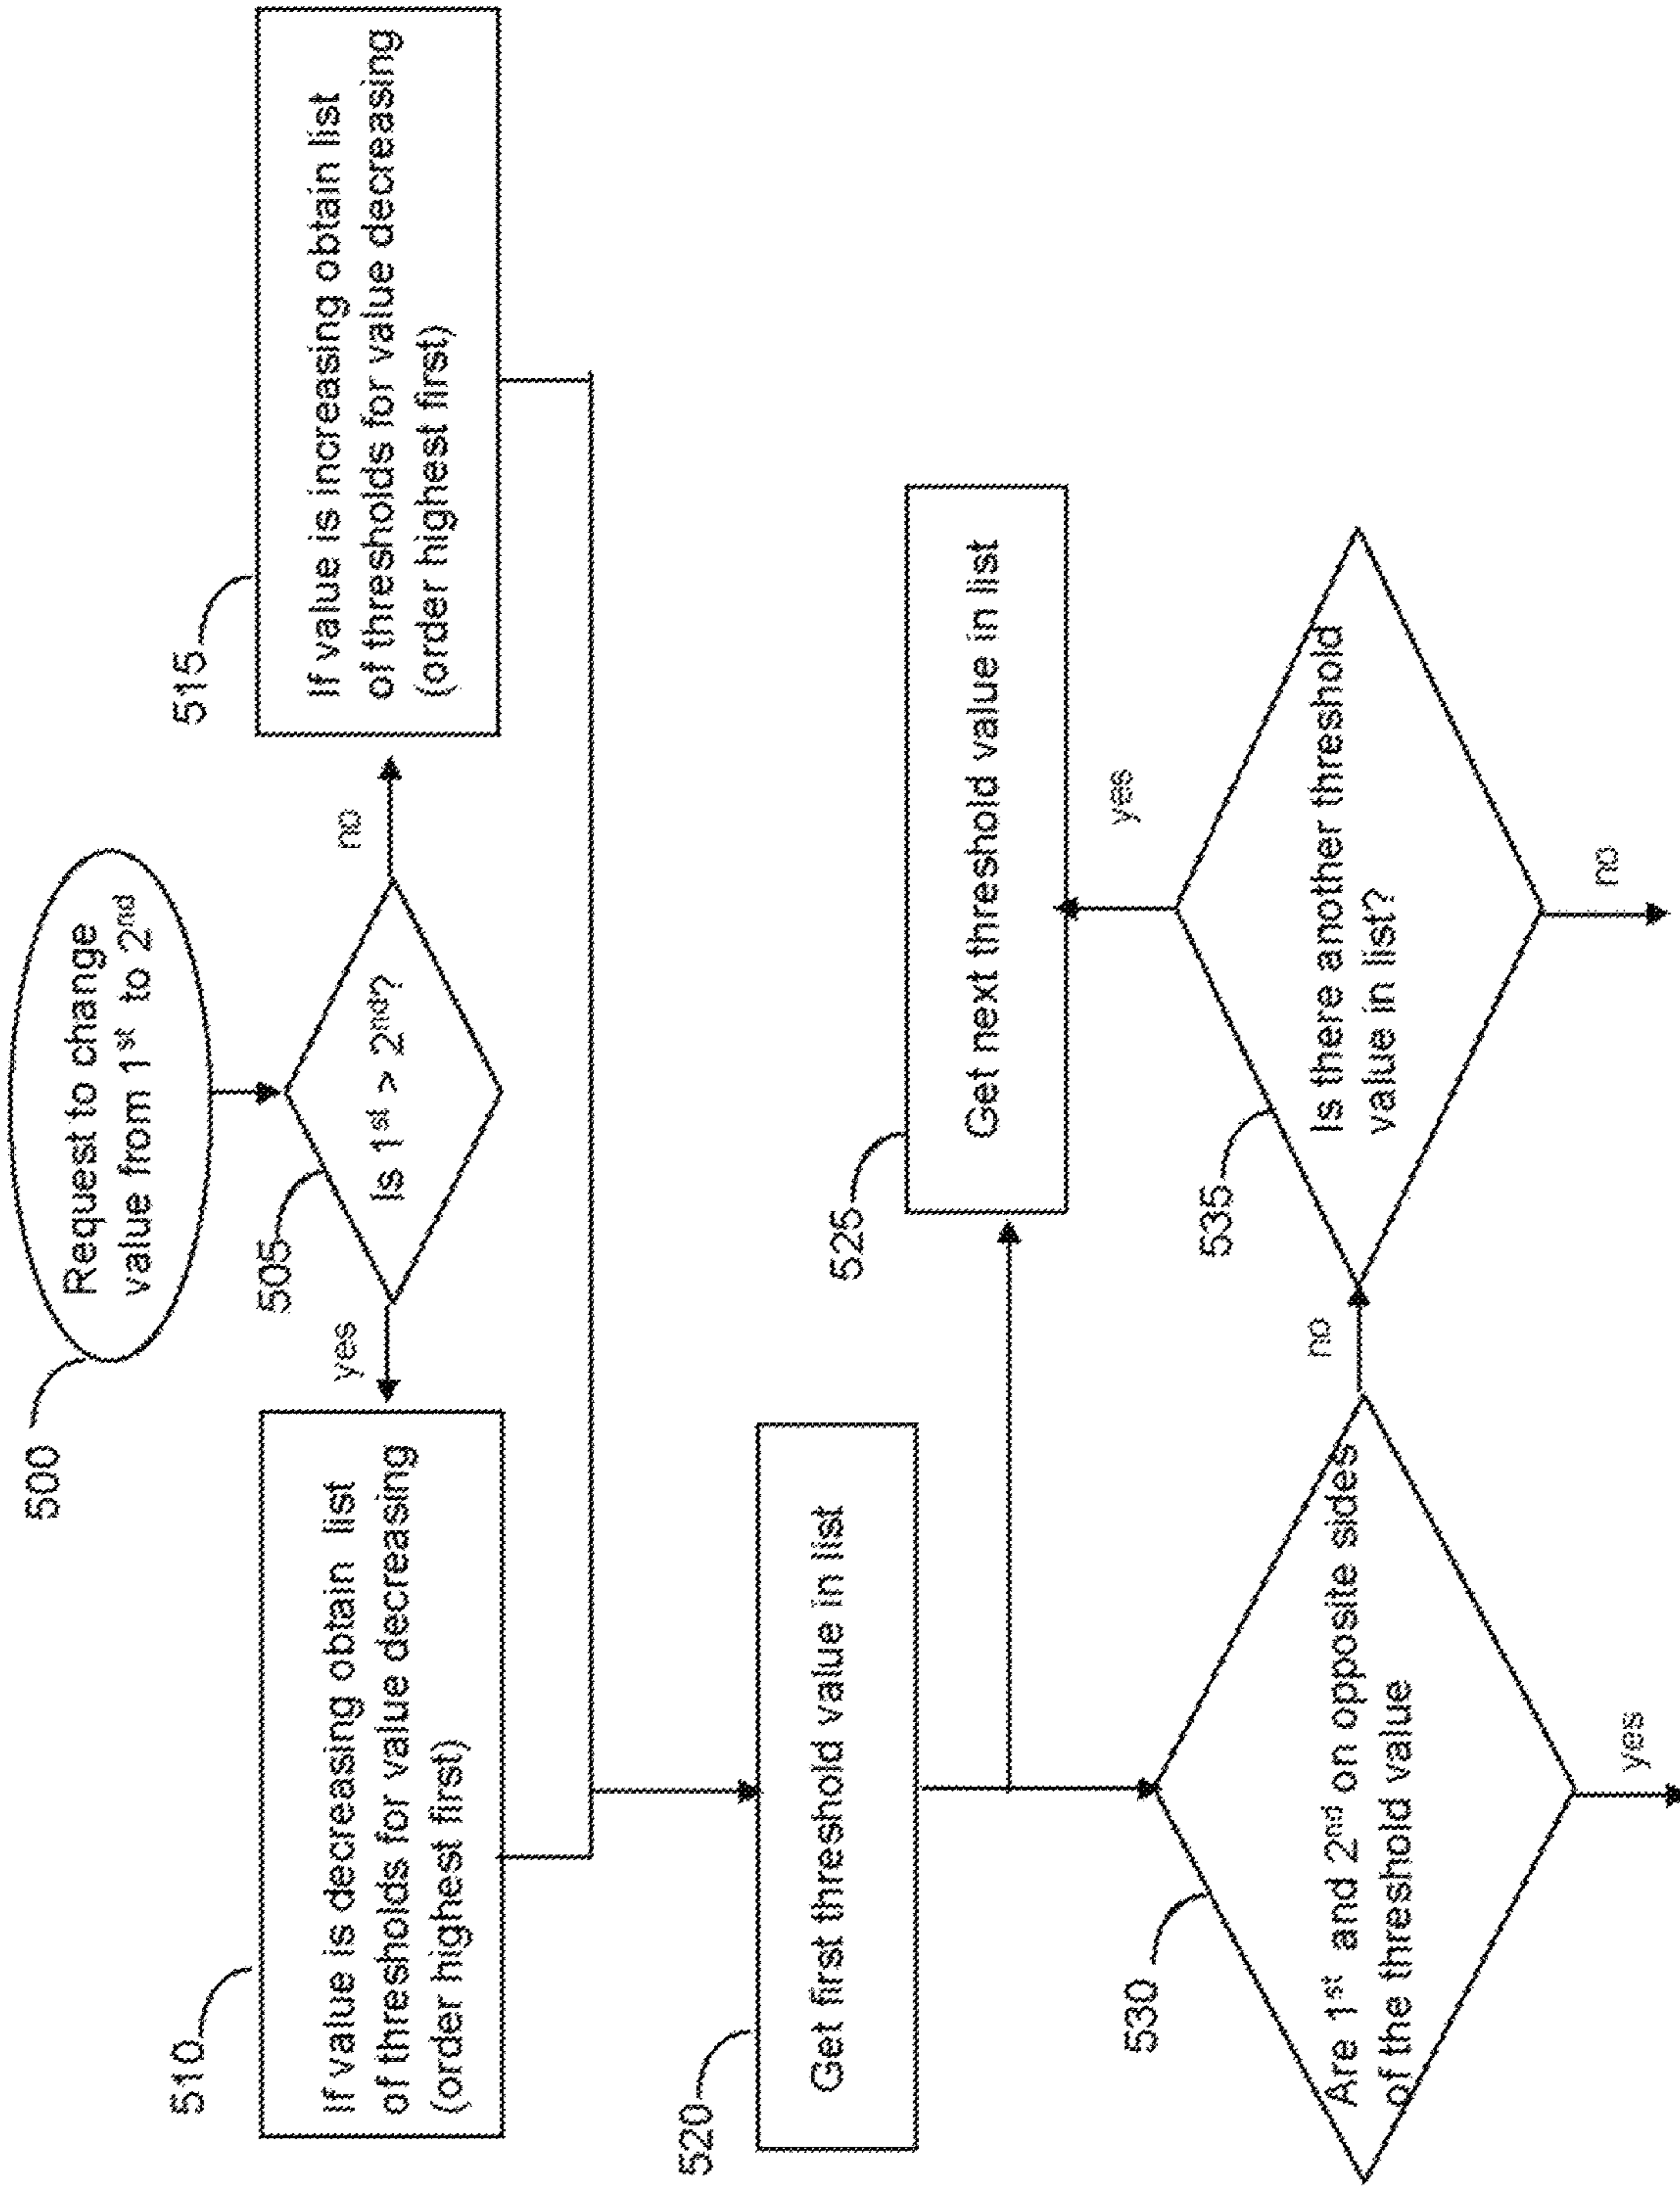 500
Request to change
value from 1st to 2nd
505
Is 1st > 2nd?
yes
no
510
If value is decreasing obtain list
of thresholds for value decreasing
(order highest first)
515
If value is increasing obtain list
of thresholds for value decreasing
(order highest first)
520
Get first threshold value in list
525
Get next threshold value in list
530
Are 1st and 2nd on opposite sides
of the threshold value
no
yes
535
Is there another threshold
value in list?
yes
no